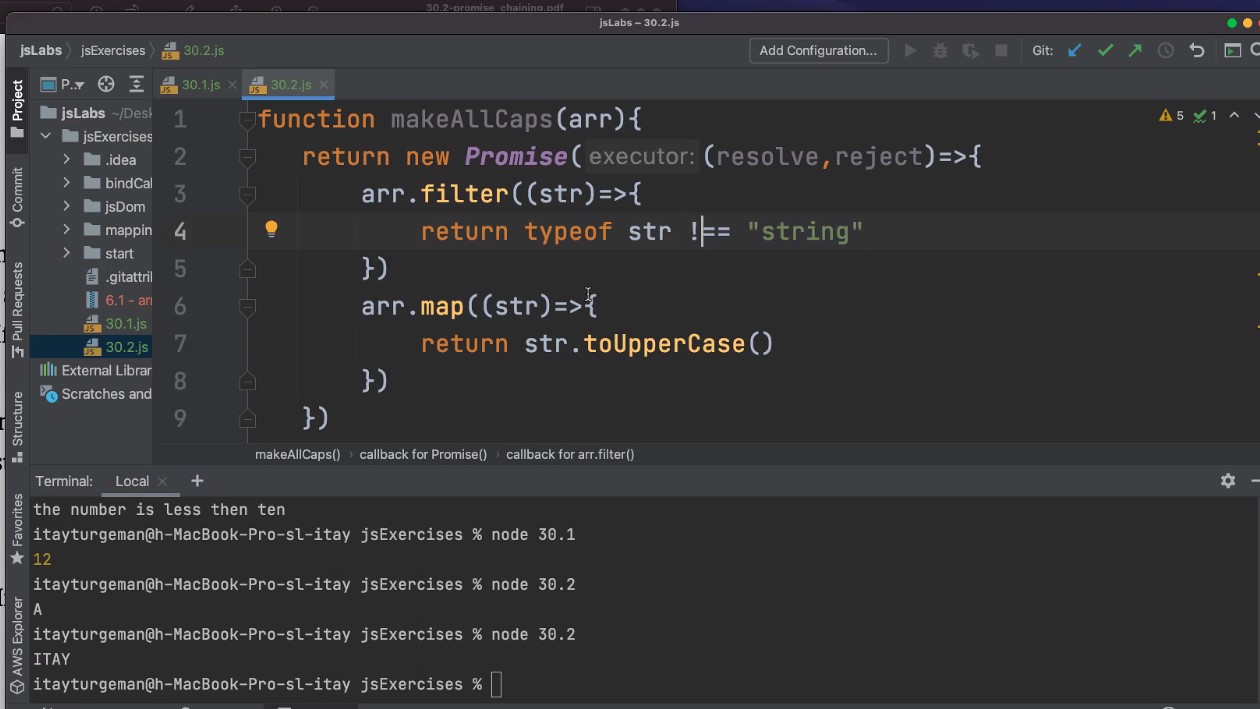 30.2-promise_chaining.pdf
jsLabs – 30.2.js
jsLabs jsExercises 30.2.js
Add Configuration...
Git:
Project
Commit
Pull Requests
Structure
Favorites
AWS Explorer
P...
jsLabs ~/Desk
jsExercises
.idea
bindCal
jsDom
mappin
start
.gitattril
6.1 - arr
30.1.js
30.2.js
External Librar
Scratches and
30.1.js 30.2.js
5 1
1 function makeAllCaps(arr){
2 return new Promise( executor: (resolve,reject)=>{
3 arr.filter((str)=>{
4 return typeof str !== "string"
5 })
6 arr.map((str)=>{
7 return str.toUpperCase()
8 })
9 })
makeAllCaps() callback for Promise() callback for arr.filter()
Terminal: Local +
the number is less then ten
itayturgeman@h-MacBook-Pro-sl-itay jsExercises % node 30.1
12
itayturgeman@h-MacBook-Pro-sl-itay jsExercises % node 30.2
A
itayturgeman@h-MacBook-Pro-sl-itay jsExercises % node 30.2
ITAY
itayturgeman@h-MacBook-Pro-sl-itay jsExercises %